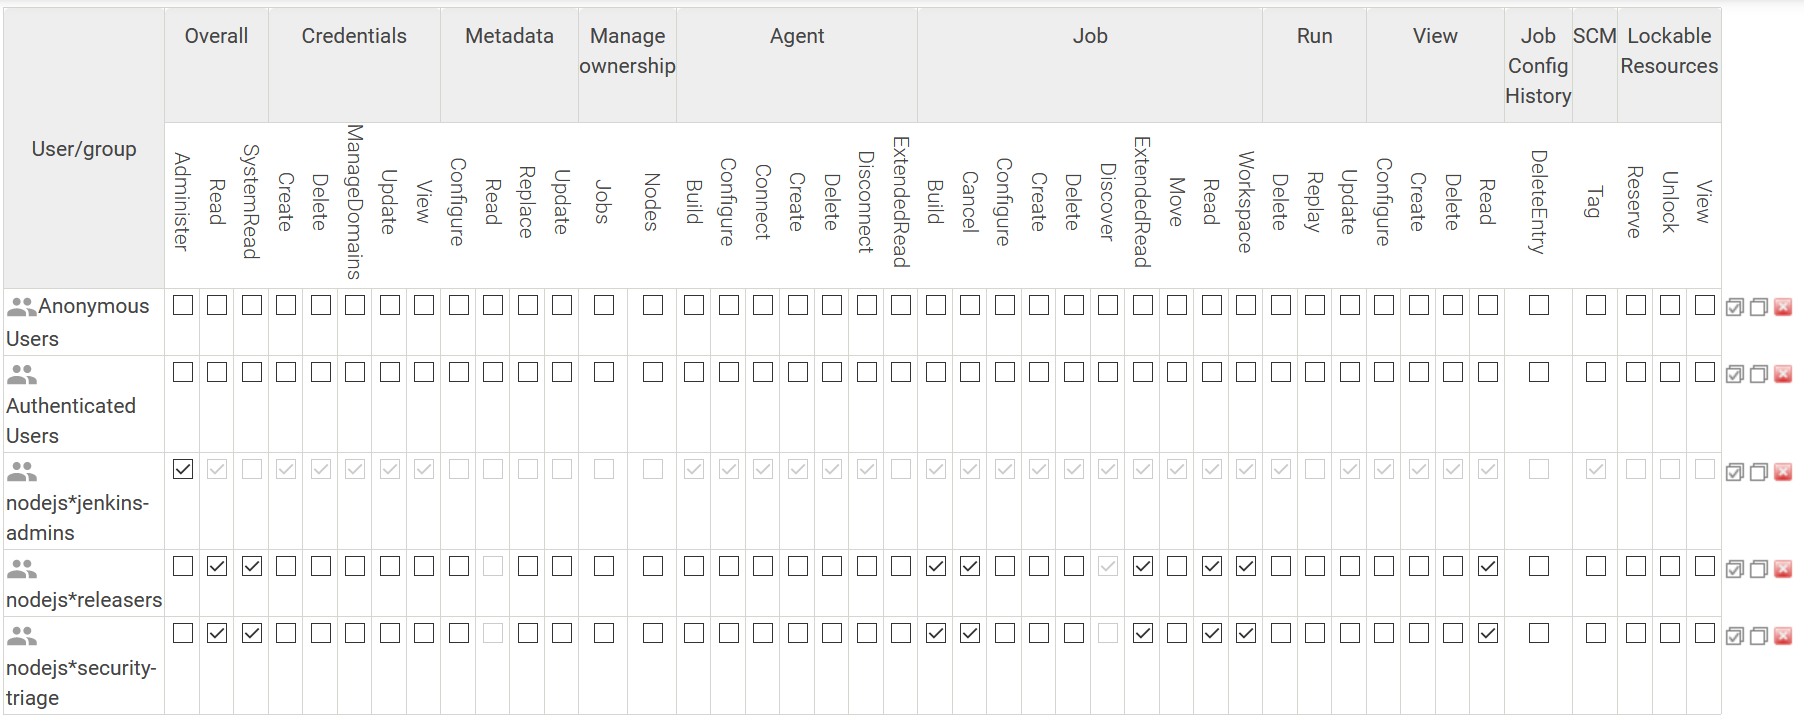 Overall
Credentials
Metadata
Manage
ownership
Agent
Job
Run
View
Job
Config
History
SCM
Lockable
Resources
User/group
Administer
Read
SystemRead
Create
Delete
ManageDomains
Update
View
Configure
Read
Replace
Update
Jobs
Nodes
Build
Configure
Connect
Create
Delete
Disconnect
ExtendedRead
Build
Cancel
Configure
Create
Delete
Discover
ExtendedRead
Move
Read
Workspace
Delete
Replay
Update
Configure
Create
Delete
Read
DeleteEntry
Tag
Reserve
Unlock
View
Anonymous
Users
Authenticated
Users
nodejs*jenkins-
admins
nodejs*releasers
nodejs*security-
triage